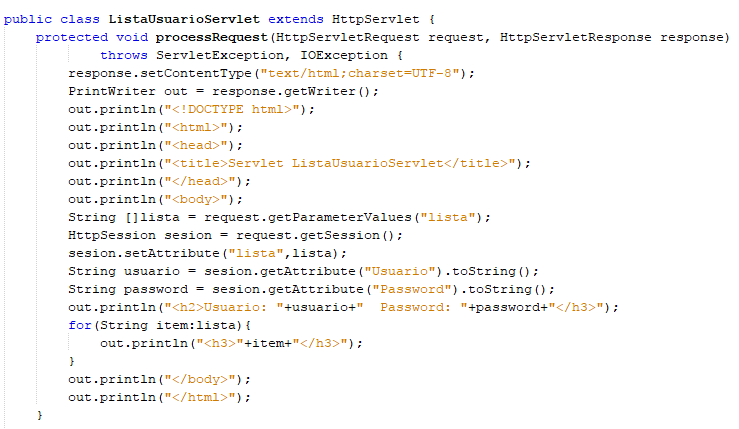 public class ListaUsuarioServlet extends HttpServlet {
protected void processRequest(HttpServletRequest request, HttpServletResponse response)
throws ServletException, IOException {
response.setContentType("text/html;charset=UTF-8");
PrintWriter out = response.getWriter();
out.println("<!DOCTYPE html>");
out.println("<html>");
out.println("<head>");
out.println("<title>Servlet ListaUsuarioServlet</title>");
out.println("</head>");
out.println("<body>");
String []lista = request.getParameterValues("lista");
HttpSession sesion = request.getSession();
sesion.setAttribute("lista",lista);
String usuario = sesion.getAttribute("Usuario").toString();
String password = sesion.getAttribute("Password").toString();
out.println("<h2>Usuario: "+usuario+"  Password: "+password+"</h3>");
for(String item:lista){
out.println("<h3>"+item+"</h3>");
}
out.println("</body>");
out.println("</html>");
}